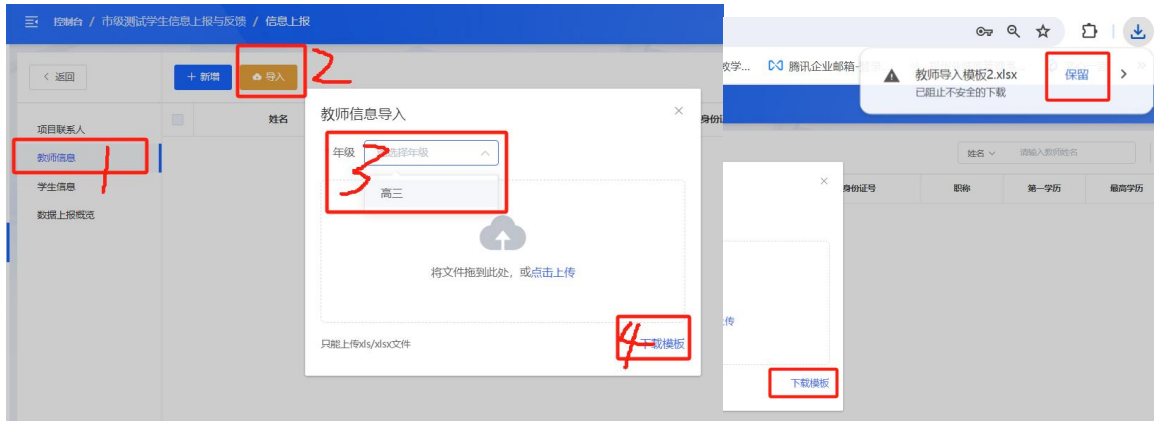 控制台 / 市级测试学生信息上报与反馈 / 信息上报
< 返回
+ 新增
导入
2
项目联系人
教师信息
1
学生信息
数据上报概览
姓名
身份
教师信息导入
年级
选择年级
3
高三
将文件拖到此处，或点击上传
只能上传xls/xlsx文件
下载模板
4
教学...
腾讯企业邮箱-
教师导入模板2.xlsx
已阻止不安全的下载
保留
姓名
请输入教师姓名
身份证号
职称
第一学历
最高学历
传
下载模板